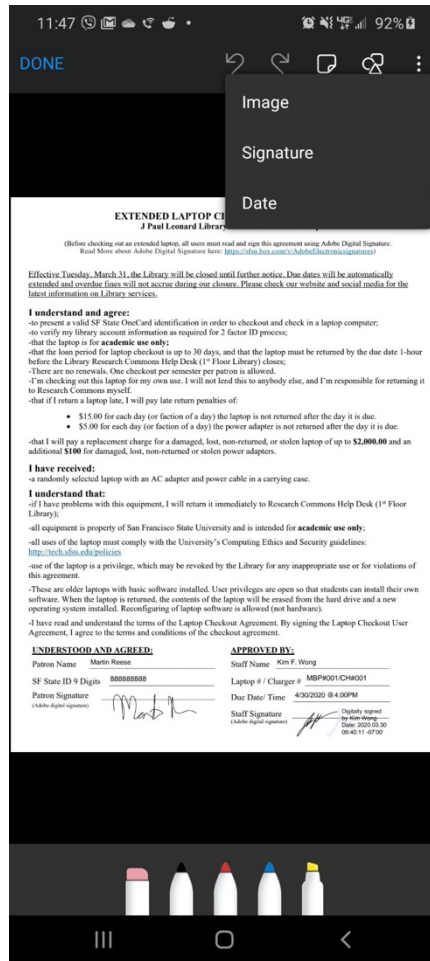 11:47 92%
DONE
Image
Signature
Date
EXTENDED LAPTOP CH
J Paul Leonard Library
(Before checking out an extended laptop, all users must read and sign this agreement using Adobe Digital Signature.
Read More about Adobe Digital Signature here: https://sfsu.box.com/v/AdobeElectronicsignatures)
Effective Tuesday, March 31, the Library will be closed until further notice. Due dates will be automatically
extended and overdue fines will not accrue during our closure. Please check our website and social media for the
latest information on Library services.
I understand and agree:
-to present a valid SF State OneCard identification in order to checkout and check in a laptop computer;
-to verify my library account information as required for 2 factor ID process;
-that the laptop is for academic use only;
-that the loan period for laptop checkout is up to 30 days, and that the laptop must be returned by the due date 1-hour
before the Library Research Commons Help Desk (1st Floor Library) closes;
-There are no renewals. One checkout per semester per patron is allowed.
-I'm checking out this laptop for my own use. I will not lend this to anybody else, and I'm responsible for returning it
to Research Commons myself.
-that if I return a laptop late, I will pay late return penalties of:
• $15.00 for each day (or faction of a day) the laptop is not returned after the day it is due.
• $5.00 for each day (or faction of a day) the power adapter is not returned after the day it is due.
-that I will pay a replacement charge for a damaged, lost, non-returned, or stolen laptop of up to $2,000.00 and an
additional $100 for damaged, lost, non-returned or stolen power adapters.
I have received:
-a randomly selected laptop with an AC adapter and power cable in a carrying case.
I understand that:
-if I have problems with this equipment, I will return it immediately to Research Commons Help Desk (1st Floor
Library);
-all equipment is property of San Francisco State University and is intended for academic use only;
-all uses of the laptop must comply with the University's Computing Ethics and Security guidelines:
http://tech.sfsu.edu/policies
-use of the laptop is a privilege, which may be revoked by the Library for any inappropriate use or for violations of
this agreement.
-These are older laptops with basic software installed. User privileges are open so that students can install their own
software. When the laptop is returned, the contents of the laptop will be erased from the hard drive and a new
operating system installed. Reconfiguring of laptop software is allowed (not hardware).
-I have read and understand the terms of the Laptop Checkout Agreement. By signing the Laptop Checkout User
Agreement, I agree to the terms and conditions of the checkout agreement.
UNDERSTOOD AND AGREED: APPROVED BY:
Patron Name Martin Reese Staff Name Kim F. Wong
SF State ID 9 Digits 888888888 Laptop # / Charger # MBP#001/CH#001
Patron Signature Due Date/ Time 4/30/2020 @4:00PM
(Adobe digital signature)
Staff Signature Digitally signed
(Adobe digital signature) by Kim Wong
Date: 2020.03.30
09:40:11 -07'00'